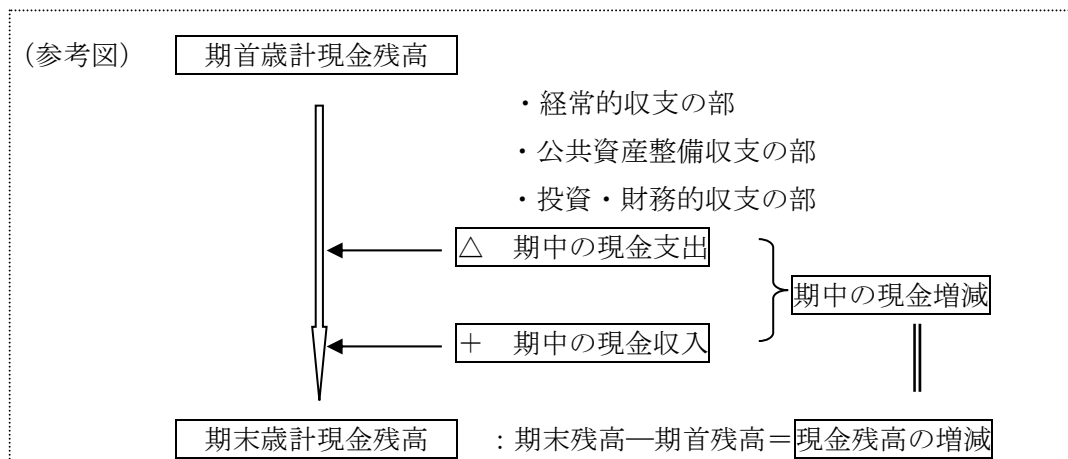 （参考図） 期首歳計現金残高
・経常的収支の部
・公共資産整備収支の部
・投資・財務的収支の部
△　期中の現金支出
期中の現金増減
＋　期中の現金収入
期末歳計現金残高 ：期末残高―期首残高＝現金残高の増減